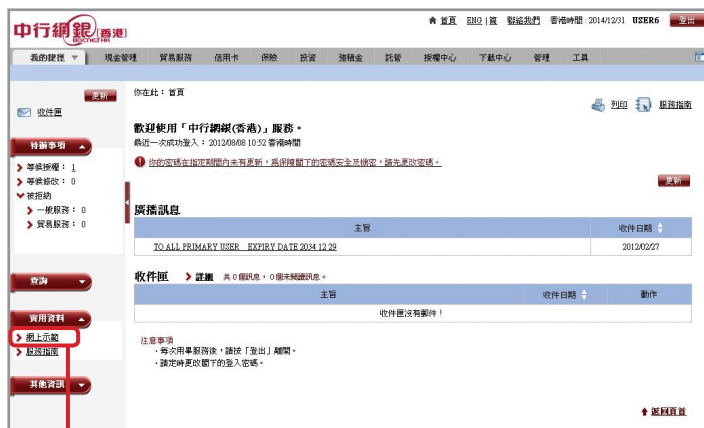 中行網銀(香港)
BOCNET HK
首頁 ENG | 簡 聯絡我們 香港時間 : 2014/12/31 USER6 登出
我的捷徑 現金管理 貿易服務 信用卡 保險 投資 強積金 託管 授權中心 下載中心 管理 工具
更新
收件匣
你在此： 首頁
列印 服務指南
歡迎使用「中行網銀(香港)」服務。
最近一次成功登入： 2012/08/08 10:52 香港時間
你的密碼在指定期間內未有更新，為保障閣下的密碼安全及機密，請先更改密碼。
待辦事項
等候授權： 1
等候修改： 0
被拒納
一般服務： 0
貿易服務： 0
更新
廣播訊息
主旨 收件日期
TO ALL PRIMARY USER EXPIRY DATE 2034 12 29 2012/02/27
收件匣 詳細 共 0 個訊息，0 個未閱讀訊息。
主旨 收件日期 動作
收件匣沒有郵件！
查詢
實用資料
網上示範
服務指南
其他資訊
注意事項
· 每次用畢服務後，請按「登出」離開。
· 請定時更改閣下的登入密碼。
返回頁首